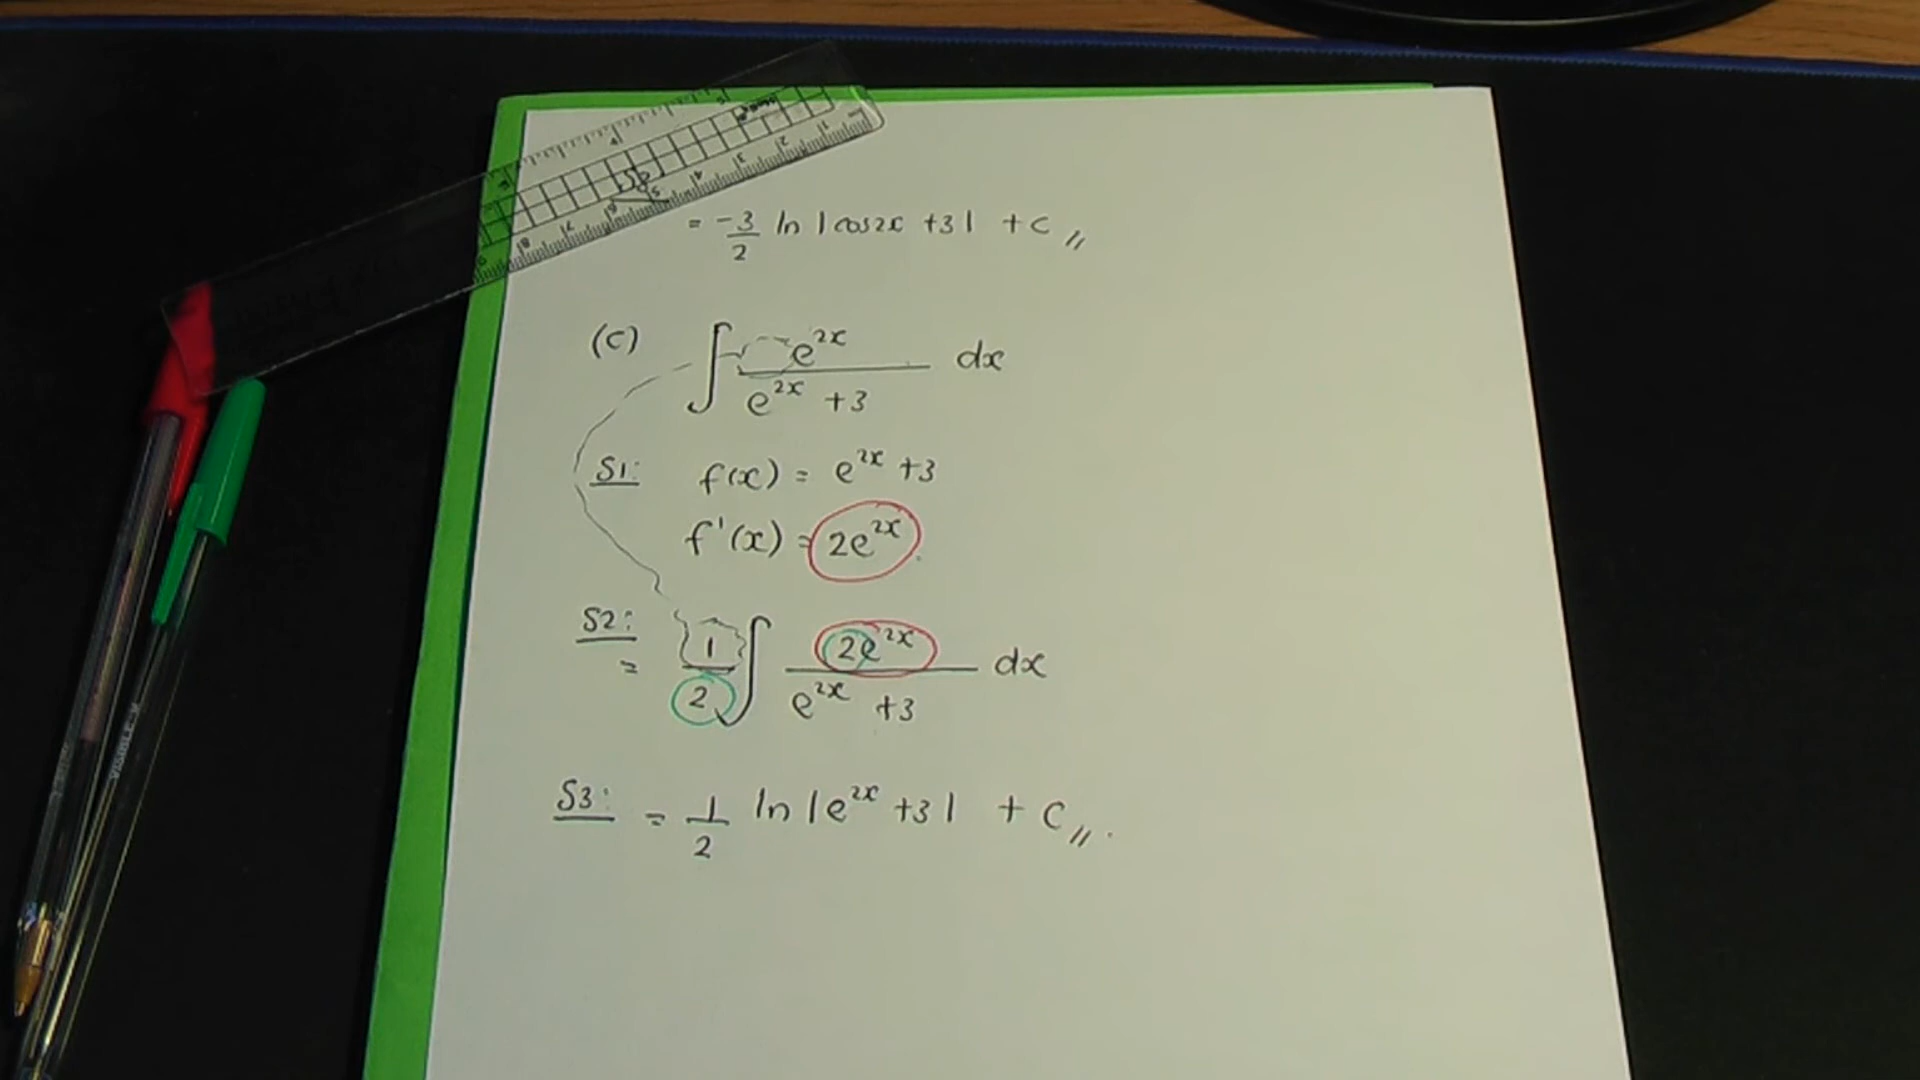 = -3/2 ln |cos2x +3| + c //
(c) ∫ e^{2x} / (e^{2x} + 3) dx
S1: f(x) = e^{2x} + 3
f'(x) = 2e^{2x}
S2:
= 1/2 ∫ 2e^{2x} / (e^{2x} + 3) dx
S3: = 1/2 ln |e^{2x} + 3| + c //.